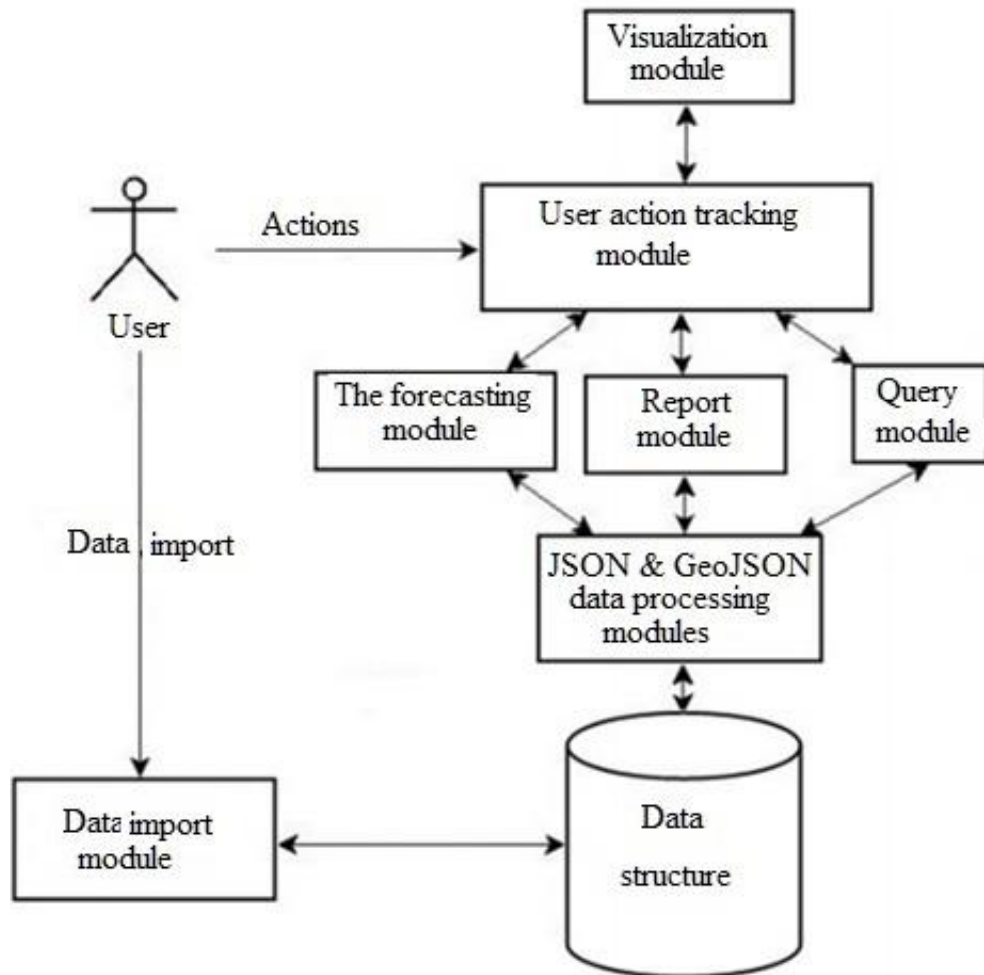 Visualization
module
Actions
User action tracking
module
User
The forecasting
module
Report
module
Query
module
Data import
JSON & GeoJSON
data processing
modules
Data import
module
Data
structure